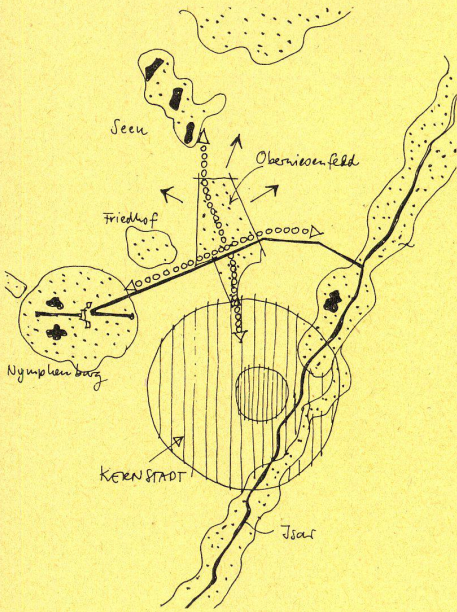 Seen
Oberwiesenfeld
Friedhof
Nymphenburg
KERNSTADT
Isar